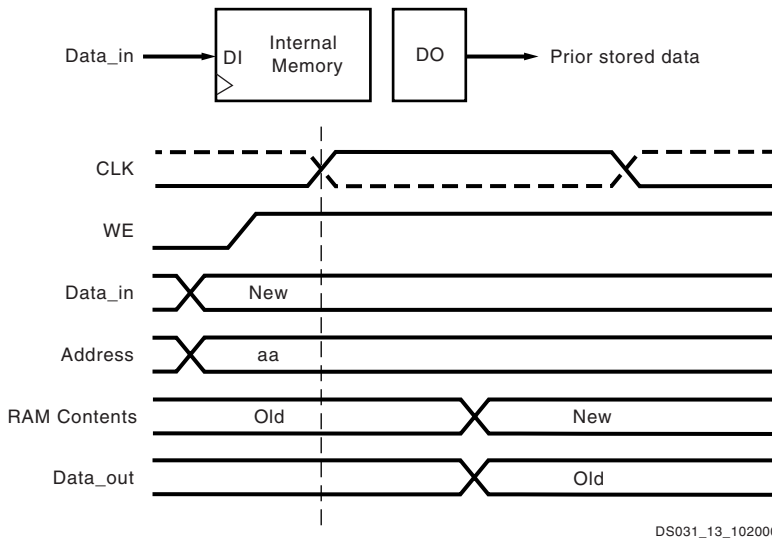 Data_in DI Internal Memory DO Prior stored data
CLK
WE
Data_in New
Address aa
RAM Contents Old New
Data_out Old
DS031_13_102000